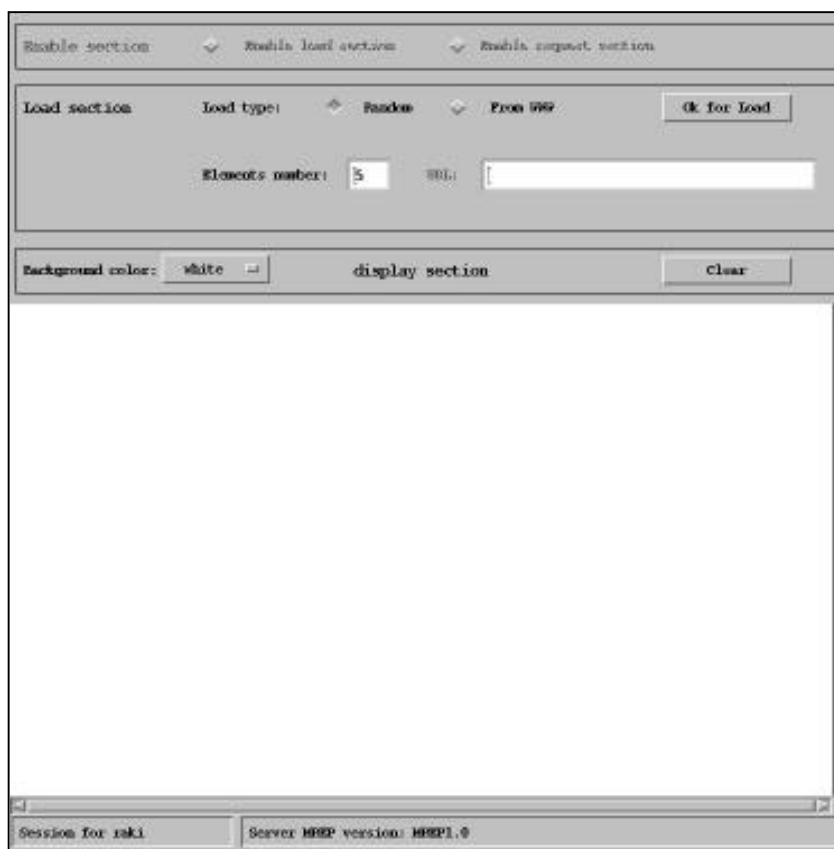 Enable section Enable load section Enable request section
Load section Load type: Random From WWW Ok for Load
Elements number: 5 URL:
Background color: white display section Clear
Session for zaki Server version: